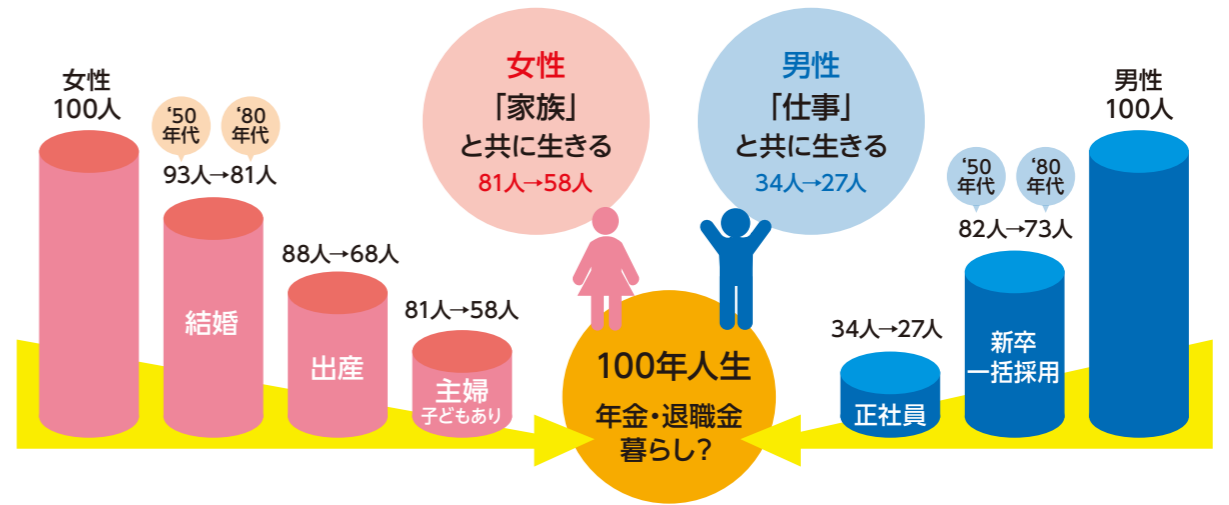 女性
100人
‘50
年代
‘80
年代
93人→81人
結婚
88人→68人
出産
81人→58人
主婦
子どもあり
女性
「家族」
と共に生きる
81人→58人
男性
「仕事」
と共に生きる
34人→27人
100年人生
年金・退職金
暮らし？
34人→27人
正社員
‘50
年代
‘80
年代
82人→73人
新卒
一括採用
男性
100人